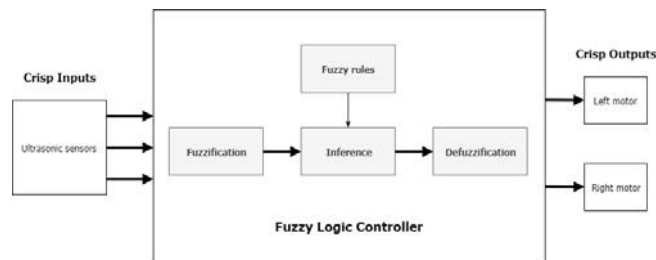 Crisp Inputs
Ultrasonic sensors
Fuzzy rules
Fuzzification
Inference
Defuzzification
Fuzzy Logic Controller
Crisp Outputs
Left motor
Right motor